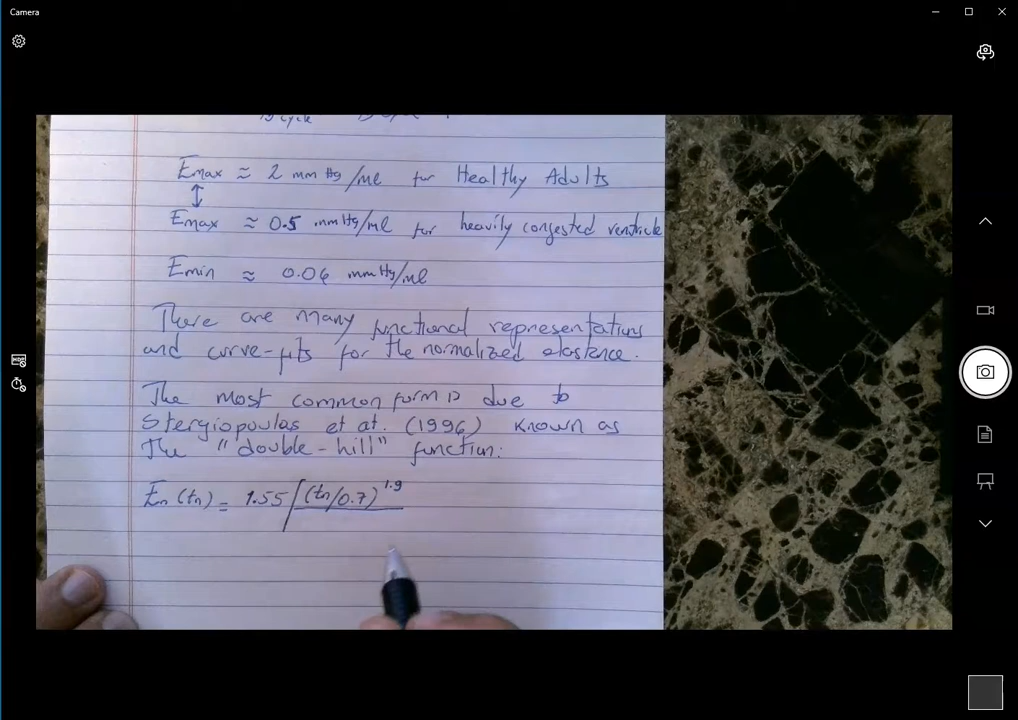 Camera
cycle
Emax ≈ 2 mmHg/ml for Healthy Adults
↕
Emax ≈ 0.5 mmHg/ml for heavily congested ventricle
Emin ≈ 0.06 mmHg/ml
There are many functional representations
and curve-fits for the normalized elastance.
The most common form is due to
Stergiopoulas et at. (1996) known as
The "double-hill" function:
En(tn) = 1.55 [(tn/0.7)^1.9